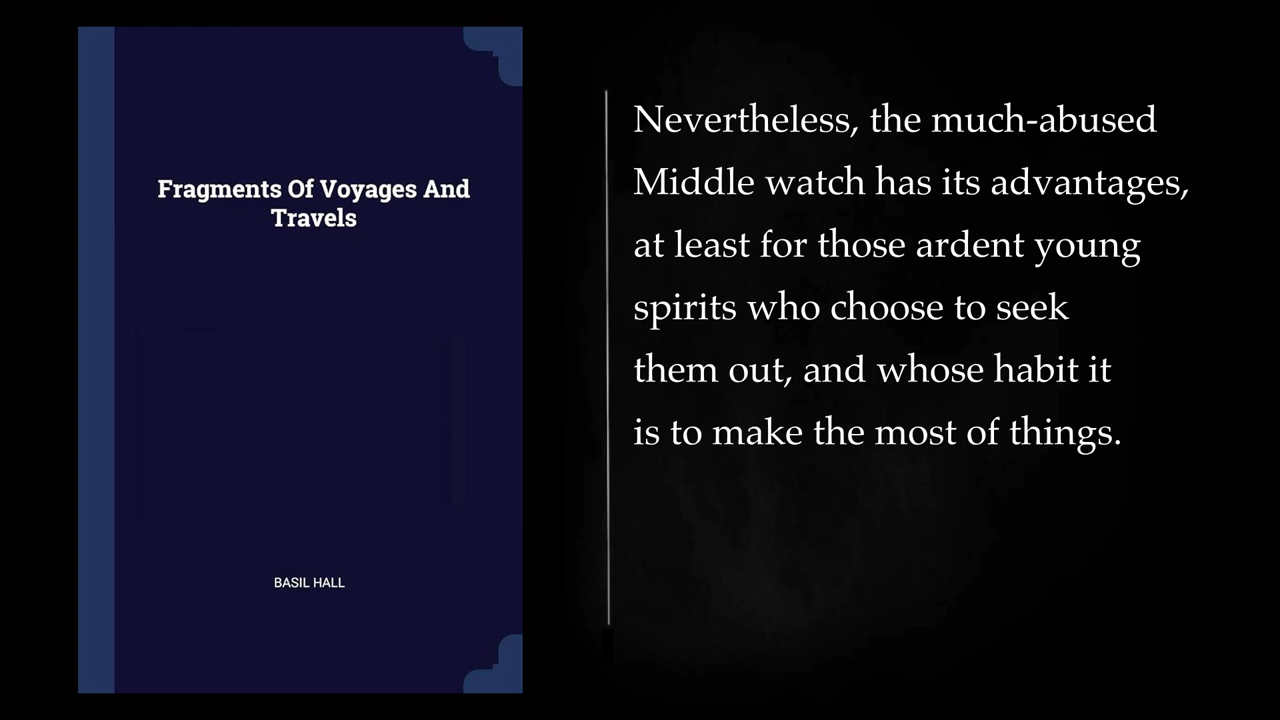 Fragments Of Voyages And
Travels
BASIL HALL
Nevertheless, the much-abused
Middle watch has its advantages,
at least for those ardent young
spirits who choose to seek
them out, and whose habit it
is to make the most of things.